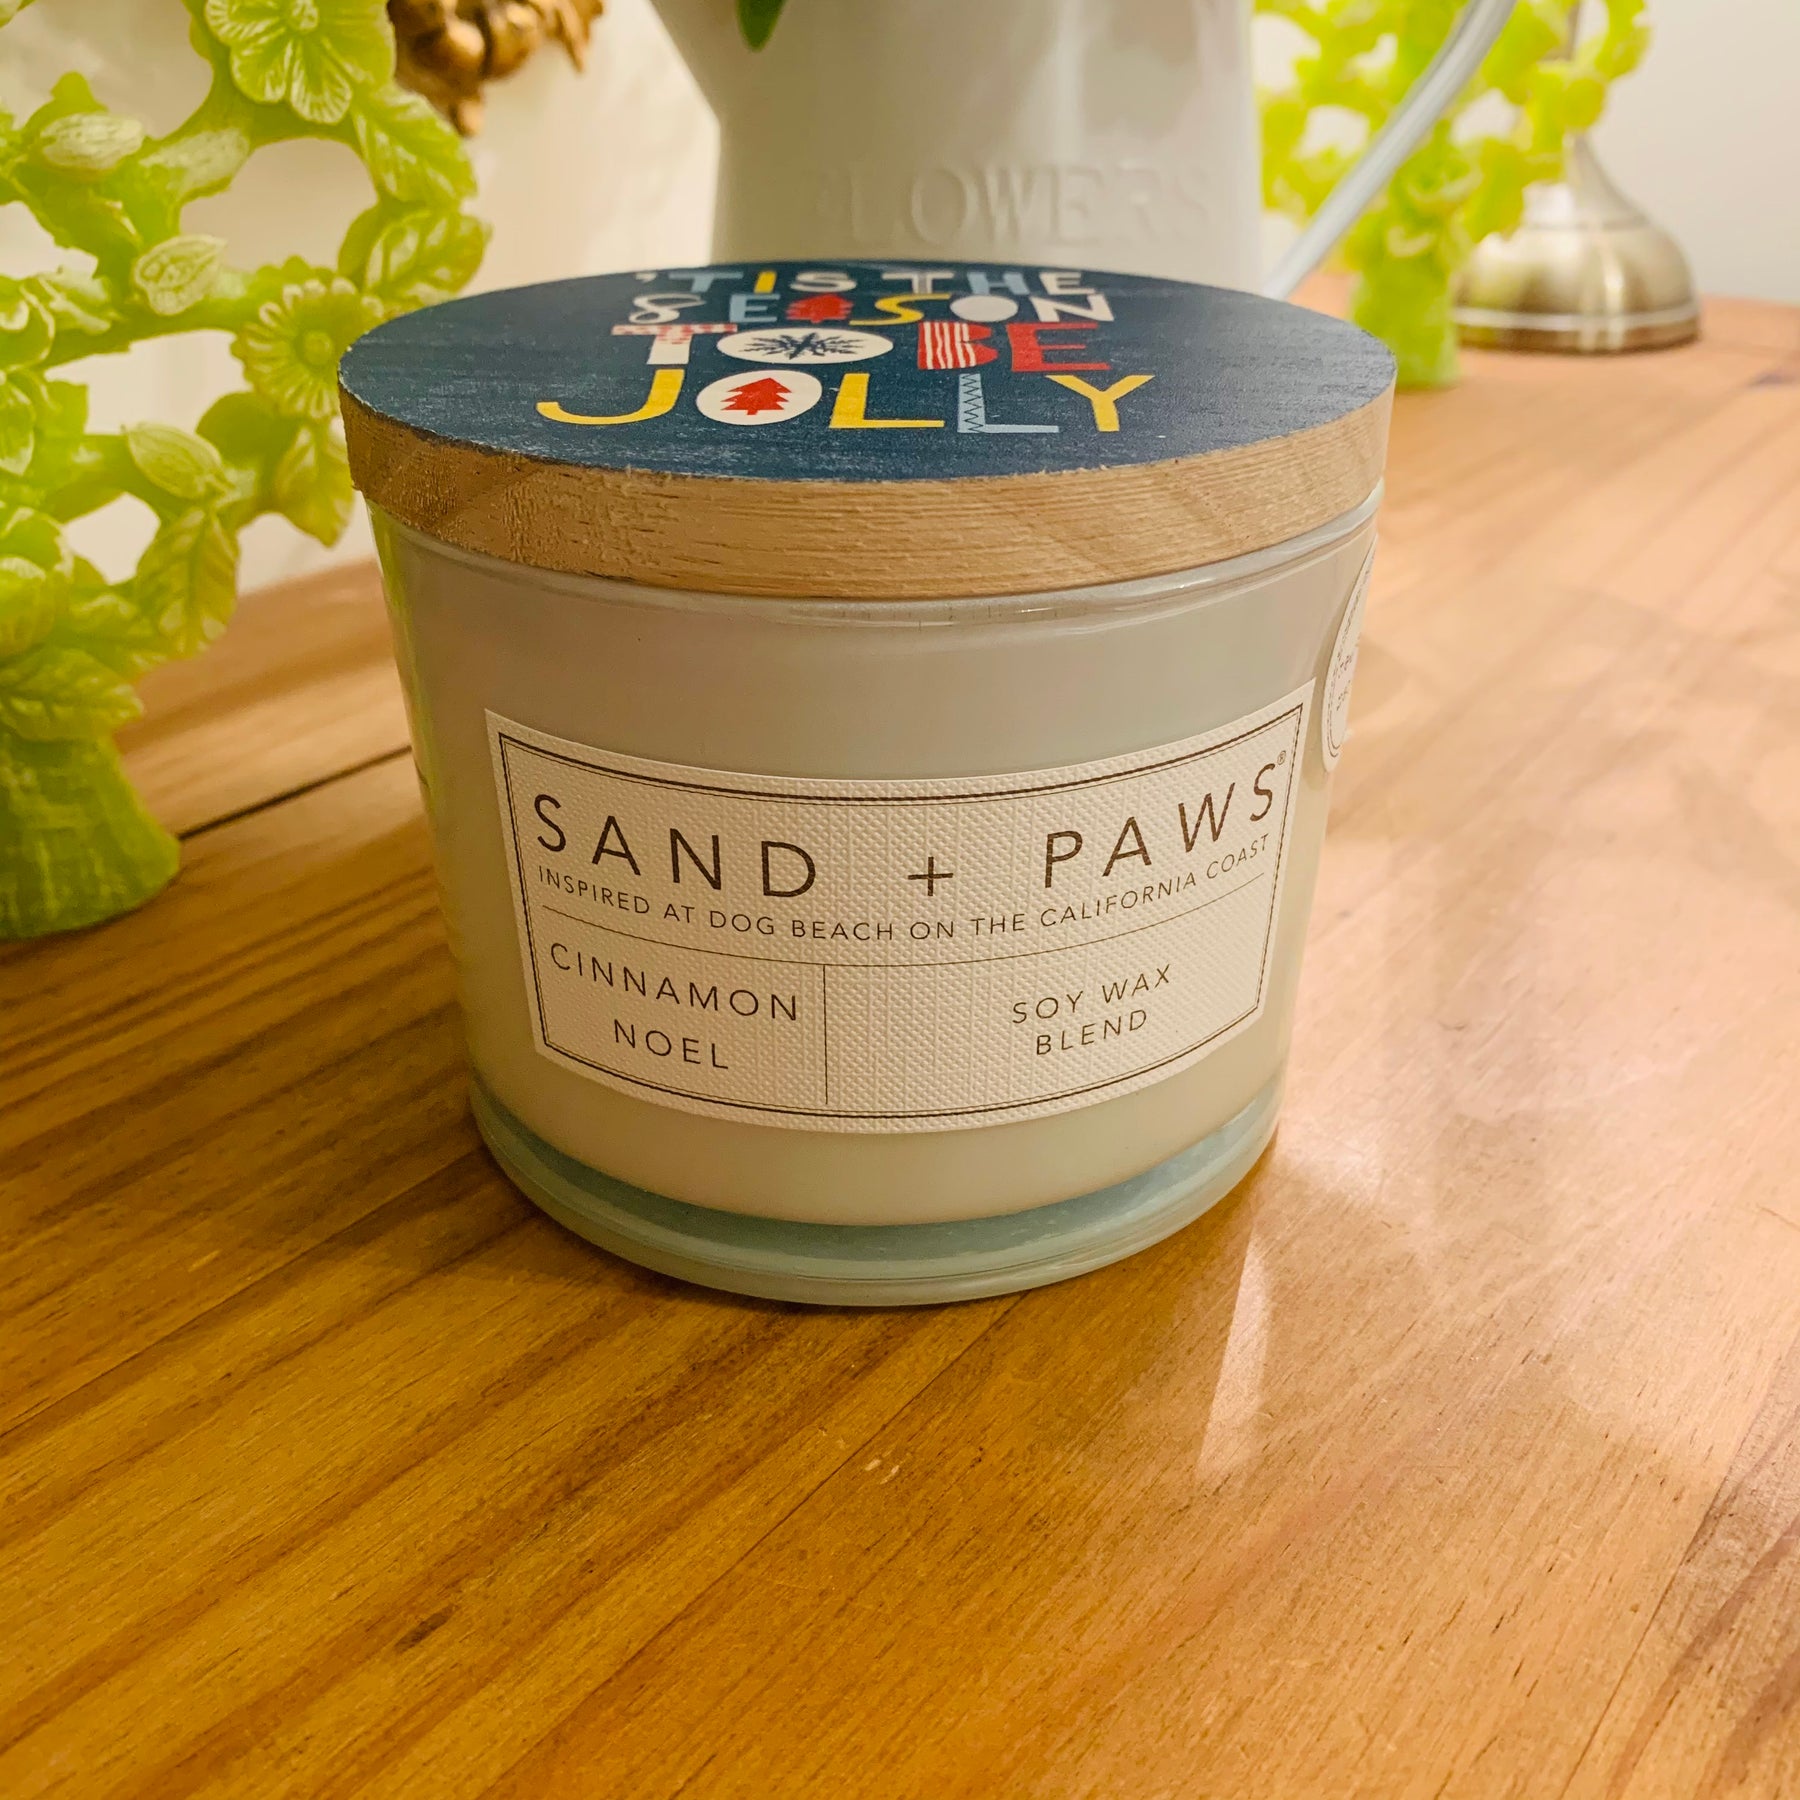 FLOWERS
'TIS THE
SEASON
TO BE
JOLLY
SAND + PAWS®
INSPIRED AT DOG BEACH ON THE CALIFORNIA COAST
CINNAMON
NOEL
SOY WAX
BLEND